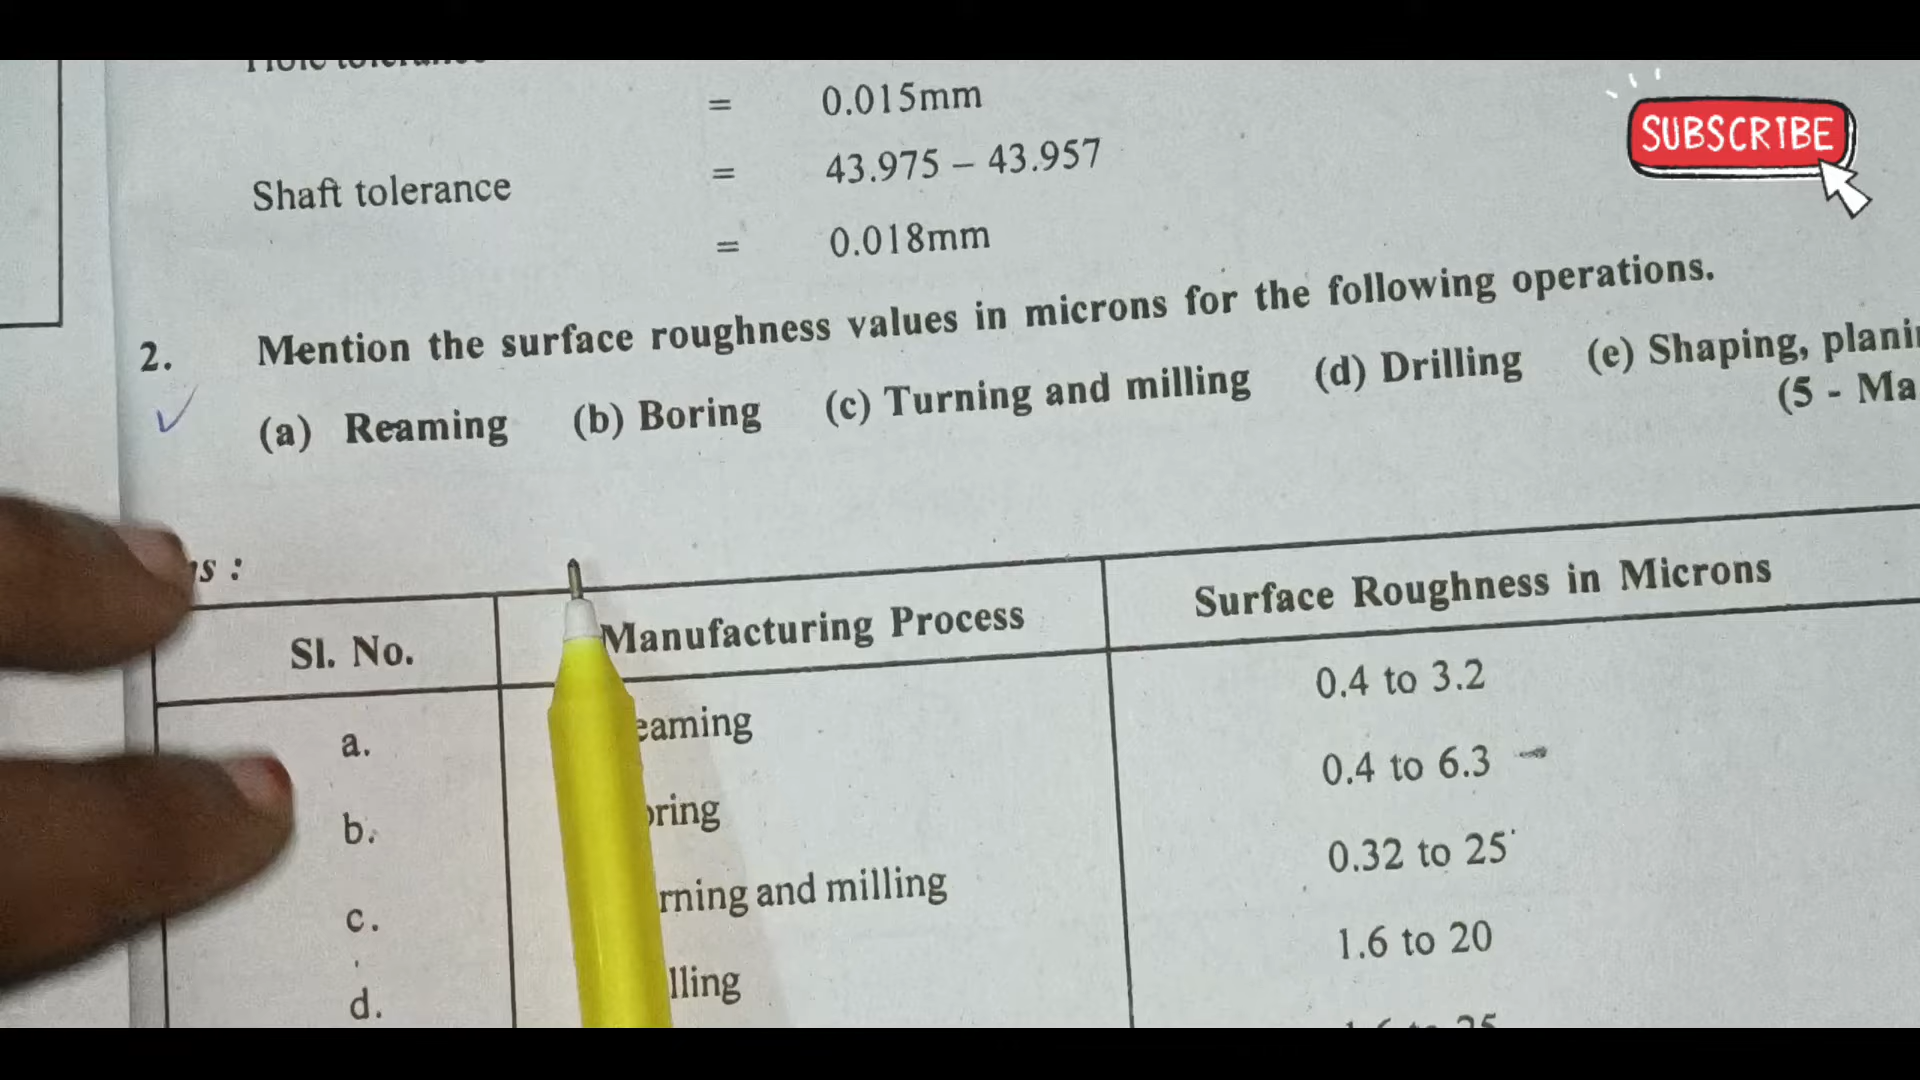 = 0.015mm
SUBSCRIBE
Shaft tolerance = 43.975 – 43.957
= 0.018mm
2. Mention the surface roughness values in microns for the following operations.
(a) Reaming (b) Boring (c) Turning and milling (d) Drilling (e) Shaping, planin
(5 - Ma
s :
Sl. No. Manufacturing Process Surface Roughness in Microns
a. eaming 0.4 to 3.2
b. oring 0.4 to 6.3
c. rning and milling 0.32 to 25
d. lling 1.6 to 20